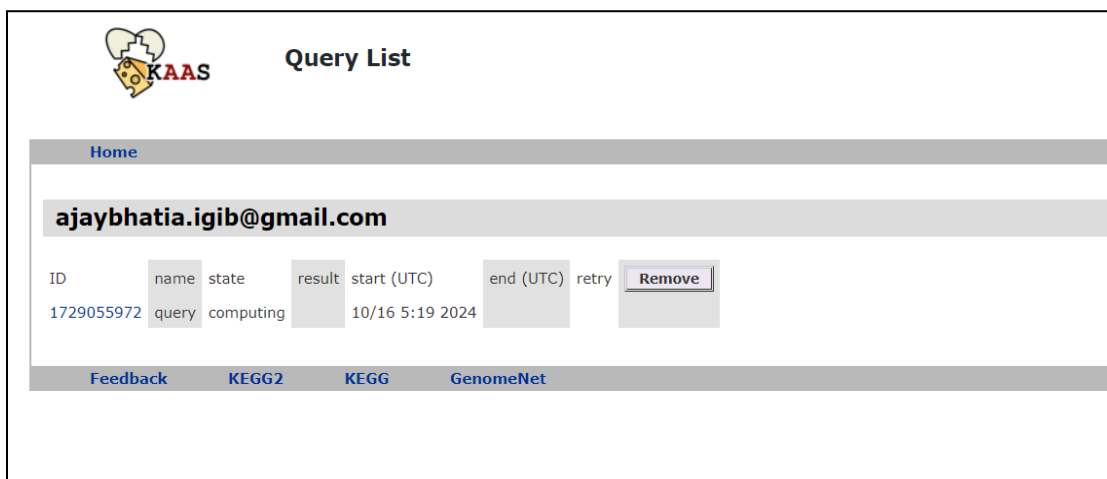 KAAS
Query List
Home
ajaybhatia.igib@gmail.com
ID name state result start (UTC) end (UTC) retry Remove
1729055972 query computing 10/16 5:19 2024
Feedback KEGG2 KEGG GenomeNet